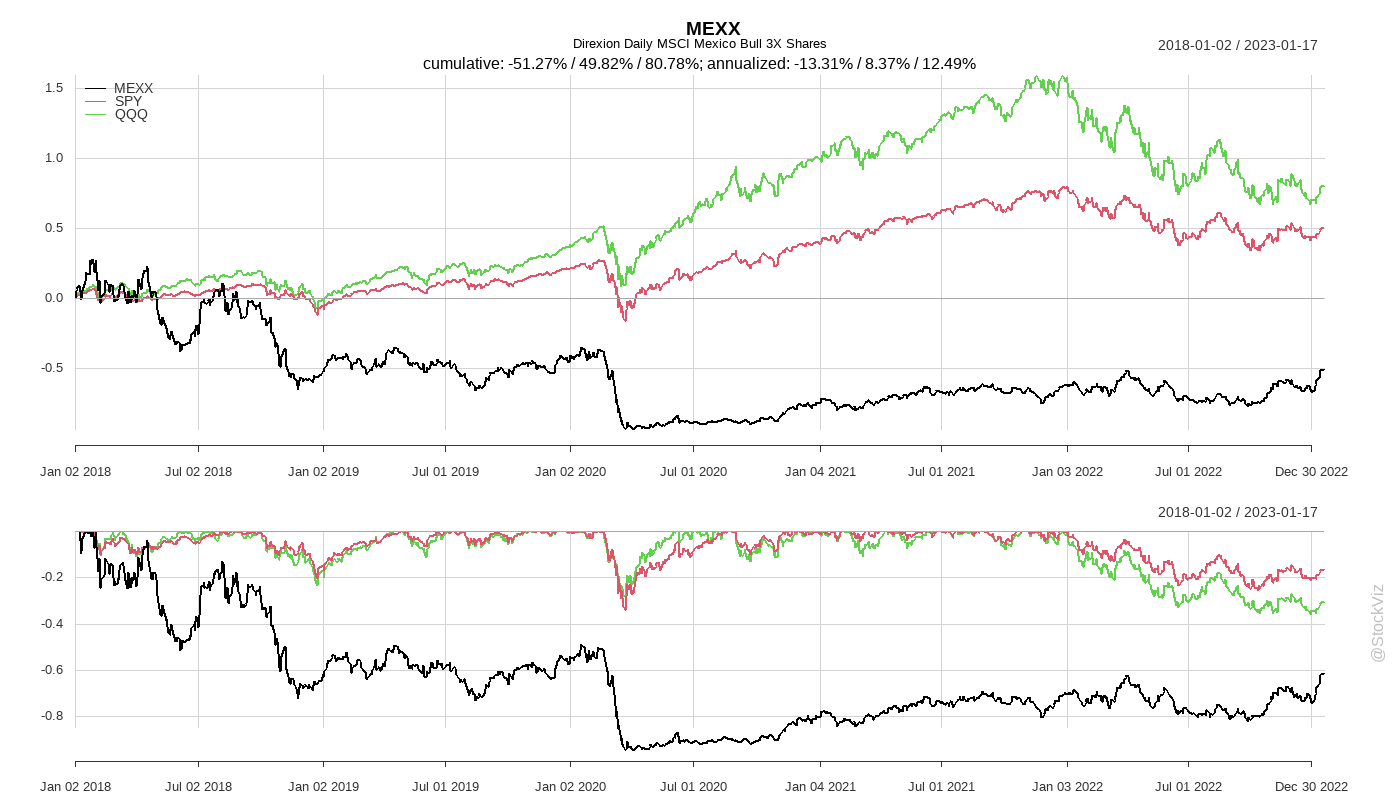 MEXX
Direxion Daily MSCI Mexico Bull 3X Shares
2018-01-02 / 2023-01-17
cumulative: -51.27% / 49.82% / 80.78%; annualized: -13.31% / 8.37% / 12.49%
MEXX
SPY
QQQ
1.5
1.0
0.5
0.0
-0.5
Jan 02 2018 Jul 02 2018 Jan 02 2019 Jul 01 2019 Jan 02 2020 Jul 01 2020 Jan 04 2021 Jul 01 2021 Jan 03 2022 Jul 01 2022 Dec 30 2022
2018-01-02 / 2023-01-17
-0.2
-0.4
-0.6
-0.8
Jan 02 2018 Jul 02 2018 Jan 02 2019 Jul 01 2019 Jan 02 2020 Jul 01 2020 Jan 04 2021 Jul 01 2021 Jan 03 2022 Jul 01 2022 Dec 30 2022
@StockViz